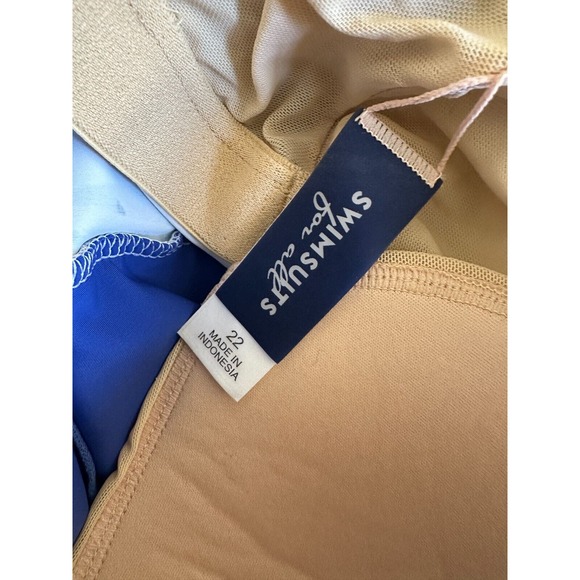 SWIMSUITS
for all
22
MADE IN
INDONESIA